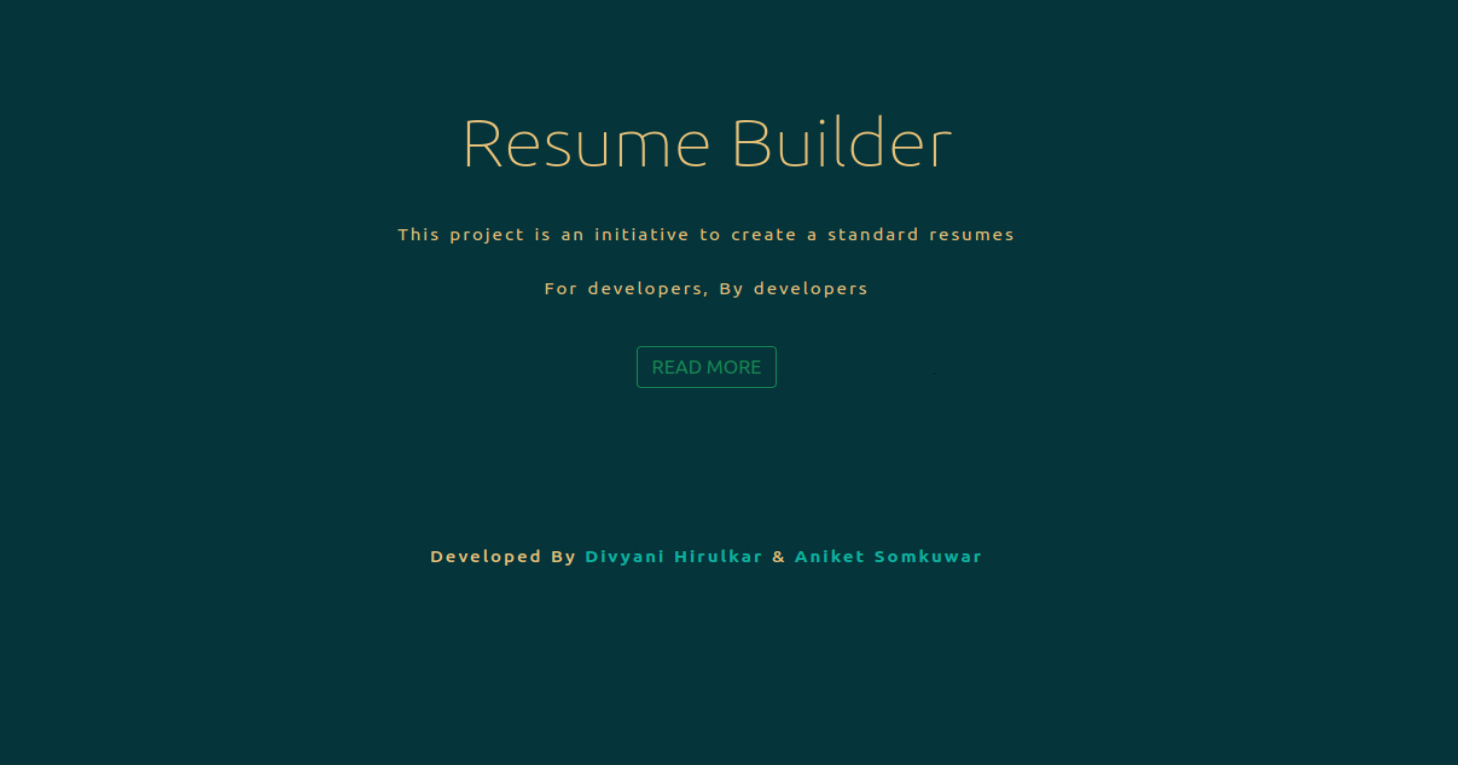 Resume Builder
This project is an initiative to create a standard resumes
For developers, By developers
READ MORE
Developed By Divyani Hirulkar & Aniket Somkuwar